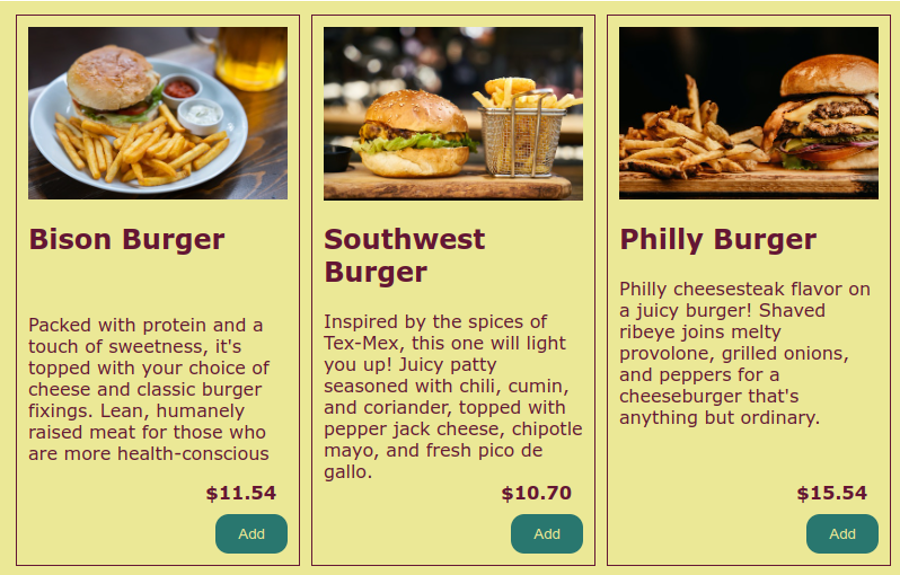 Bison Burger
Packed with protein and a
touch of sweetness, it's
topped with your choice of
cheese and classic burger
fixings. Lean, humanely
raised meat for those who
are more health-conscious
$11.54
Add
Southwest
Burger
Inspired by the spices of
Tex-Mex, this one will light
you up! Juicy patty
seasoned with chili, cumin,
and coriander, topped with
pepper jack cheese, chipotle
mayo, and fresh pico de
gallo.
$10.70
Add
Philly Burger
Philly cheesesteak flavor on
a juicy burger! Shaved
ribeye joins melty
provolone, grilled onions,
and peppers for a
cheeseburger that's
anything but ordinary.
$15.54
Add